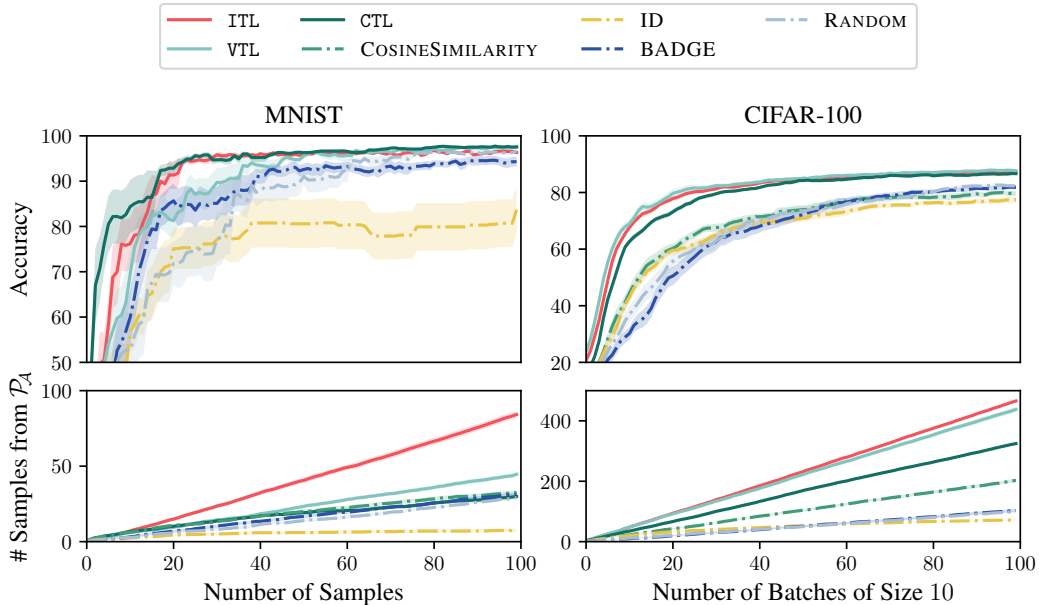 ITL CTL ID RANDOM
VTL COSINESIMILARITY BADGE
MNIST CIFAR-100
Accuracy
100
90
80
70
60
50
100
80
60
40
20
# Samples from 𝒫_𝒜
100
50
0
400
200
0
0 20 40 60 80 100 0 20 40 60 80 100
Number of Samples Number of Batches of Size 10